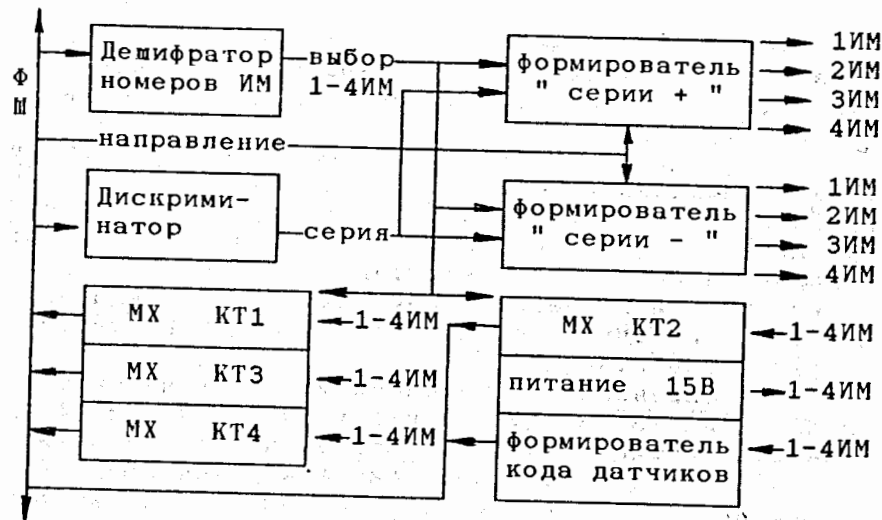 ФМ
Дешифратор
номеров ИМ
выбор
1-4ИМ
формирователь
" серии + "
1ИМ
2ИМ
3ИМ
4ИМ
направление
Дискрими-
натор
серия
формирователь
" серии - "
1ИМ
2ИМ
3ИМ
4ИМ
МХ КТ1
1-4ИМ
МХ КТ3
1-4ИМ
МХ КТ4
1-4ИМ
МХ КТ2
1-4ИМ
питание 15В
1-4ИМ
формирователь
кода датчиков
1-4ИМ